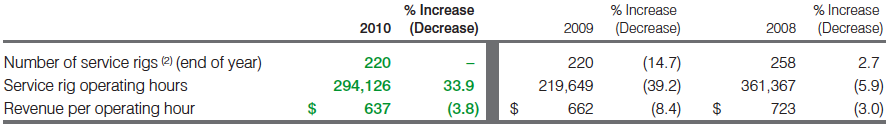 % Increase % Increase % Increase
2010 (Decrease) 2009 (Decrease) 2008 (Decrease)
Number of service rigs (2) (end of year) 220 – 220 (14.7) 258 2.7
Service rig operating hours 294,126 33.9 219,649 (39.2) 361,367 (5.9)
Revenue per operating hour $ 637 (3.8) $ 662 (8.4) $ 723 (3.0)